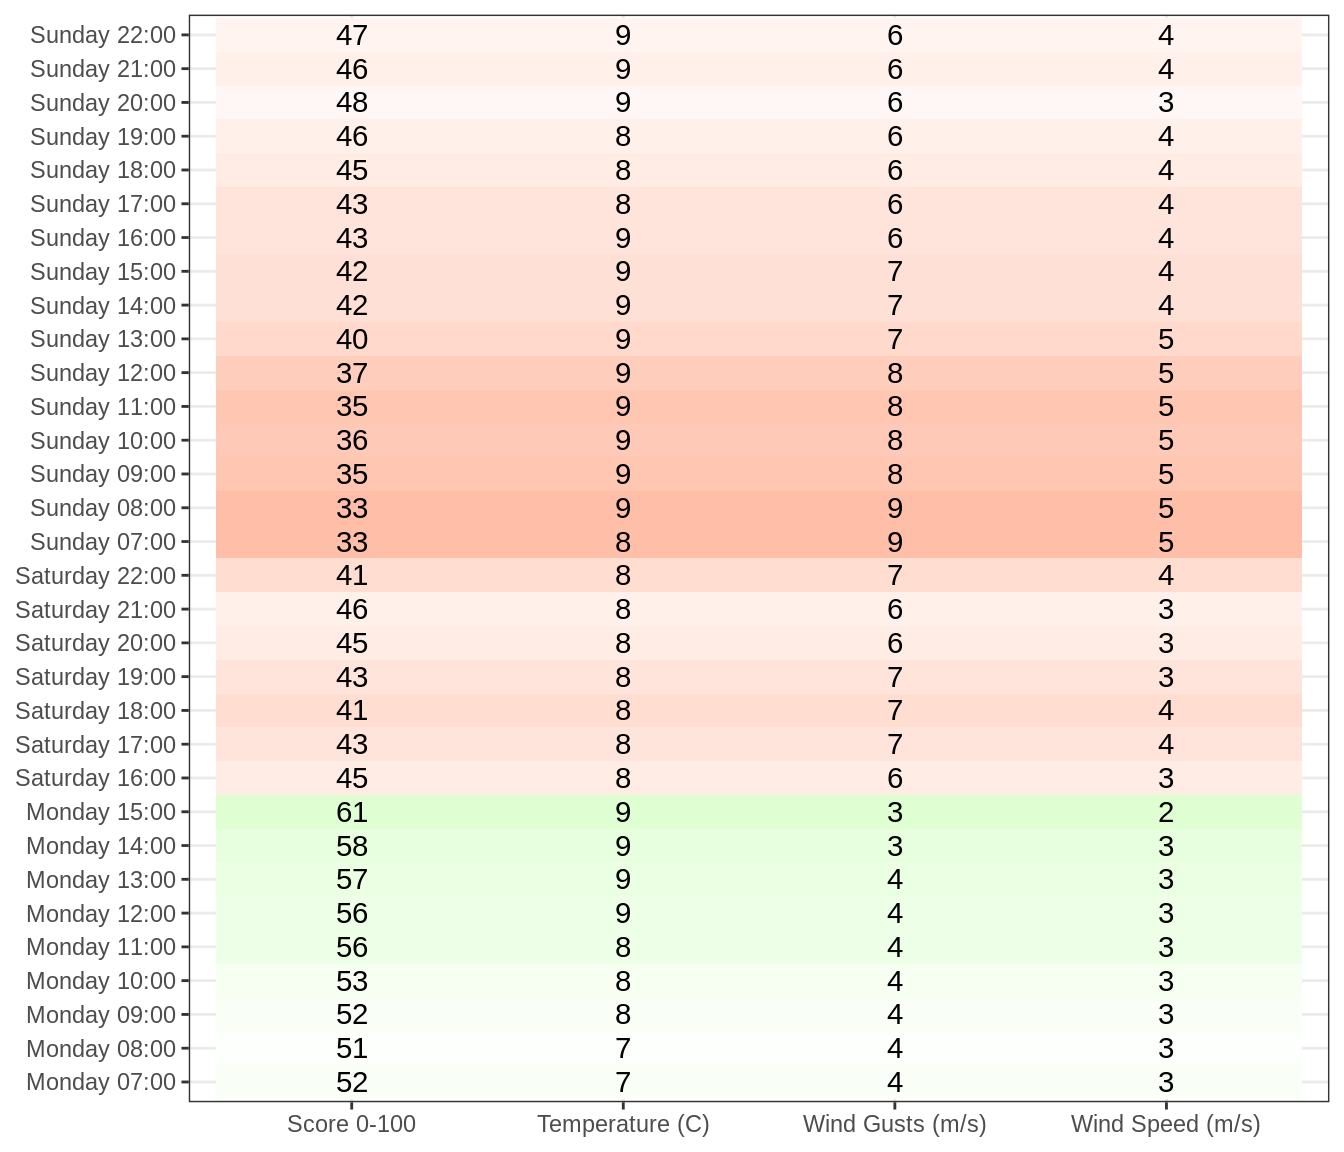 Sunday 22:00 47 9 6 4
Sunday 21:00 46 9 6 4
Sunday 20:00 48 9 6 3
Sunday 19:00 46 8 6 4
Sunday 18:00 45 8 6 4
Sunday 17:00 43 8 6 4
Sunday 16:00 43 9 6 4
Sunday 15:00 42 9 7 4
Sunday 14:00 42 9 7 4
Sunday 13:00 40 9 7 5
Sunday 12:00 37 9 8 5
Sunday 11:00 35 9 8 5
Sunday 10:00 36 9 8 5
Sunday 09:00 35 9 8 5
Sunday 08:00 33 9 9 5
Sunday 07:00 33 8 9 5
Saturday 22:00 41 8 7 4
Saturday 21:00 46 8 6 3
Saturday 20:00 45 8 6 3
Saturday 19:00 43 8 7 3
Saturday 18:00 41 8 7 4
Saturday 17:00 43 8 7 4
Saturday 16:00 45 8 6 3
Monday 15:00 61 9 3 2
Monday 14:00 58 9 3 3
Monday 13:00 57 9 4 3
Monday 12:00 56 9 4 3
Monday 11:00 56 8 4 3
Monday 10:00 53 8 4 3
Monday 09:00 52 8 4 3
Monday 08:00 51 7 4 3
Monday 07:00 52 7 4 3
Score 0-100 Temperature (C) Wind Gusts (m/s) Wind Speed (m/s)